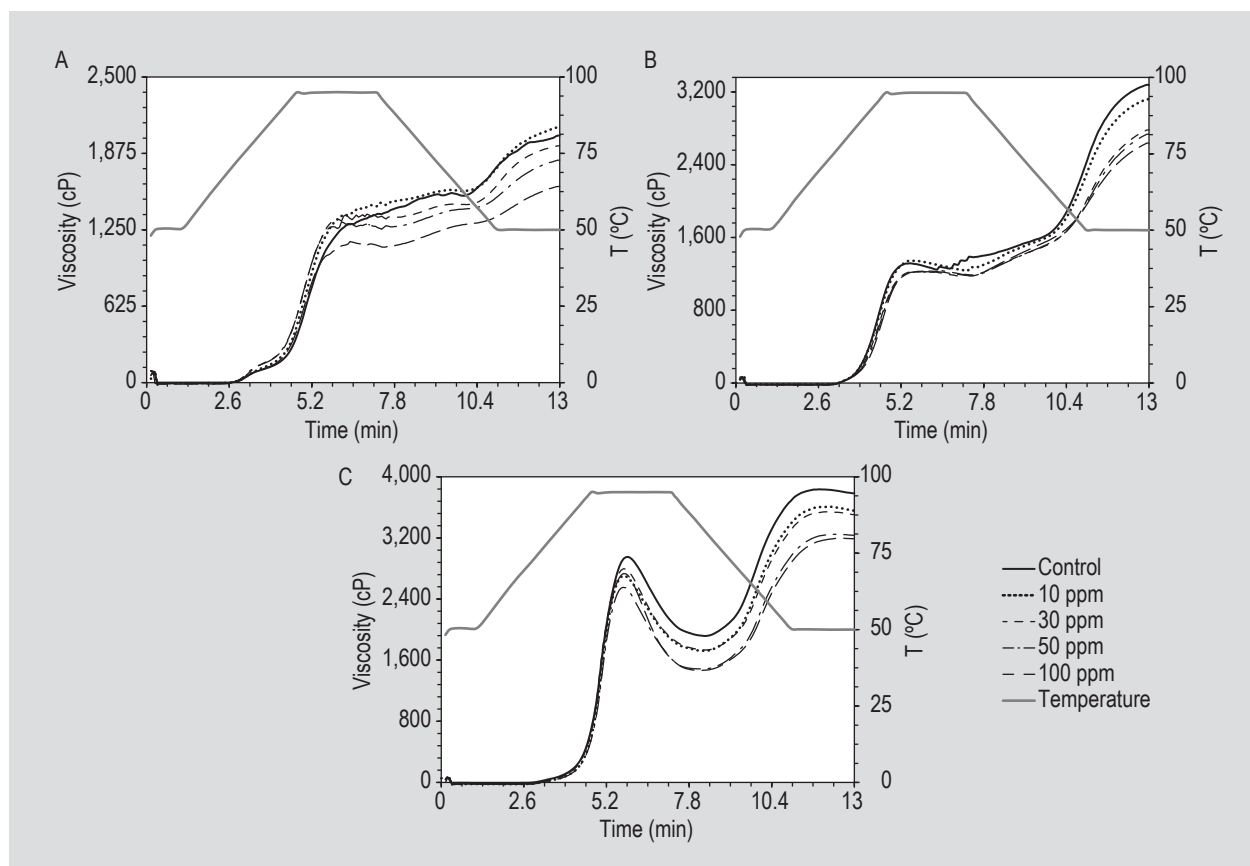 A
2,500
1,875
1,250
625
0
Viscosity (cP)
100
75
50
25
0
T (ºC)
0 2.6 5.2 7.8 10.4 13
Time (min)
B
3,200
2,400
1,600
800
0
Viscosity (cP)
100
75
50
25
0
T (ºC)
0 2.6 5.2 7.8 10.4 13
Time (min)
C
4,000
3,200
2,400
1,600
800
0
Viscosity (cP)
100
75
50
25
0
T (ºC)
0 2.6 5.2 7.8 10.4 13
Time (min)
Control
10 ppm
30 ppm
50 ppm
100 ppm
Temperature